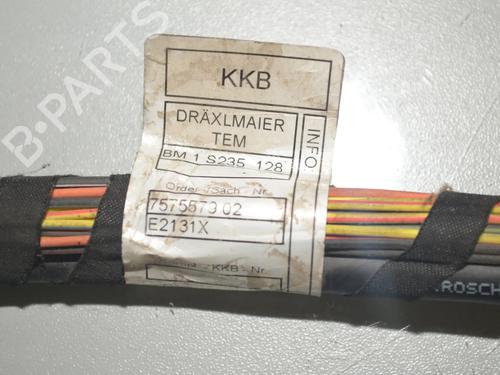 B-PARTS
KKB
DRÄXLMAIER
TEM
INFO:
BM 1 S235 128
Order-/Sach-Nr.
7575573 02
E2131X
KKB-Nr.
.ROSCH